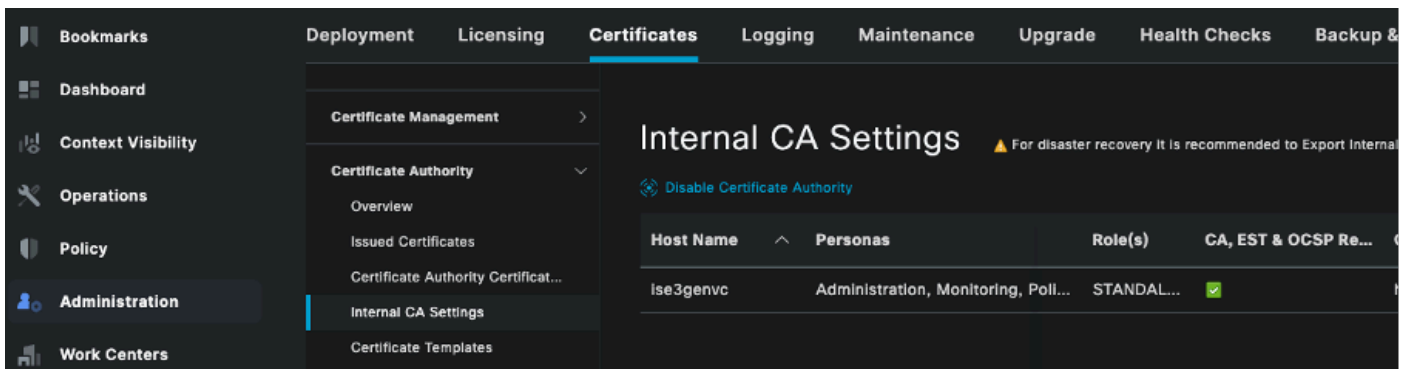 Bookmarks
Dashboard
Context Visibility
Operations
Policy
Administration
Work Centers
Deployment Licensing Certificates Logging Maintenance Upgrade Health Checks Backup &
Certificate Management
Certificate Authority
Overview
Issued Certificates
Certificate Authority Certificat...
Internal CA Settings
Certificate Templates
Internal CA Settings
For disaster recovery it is recommended to Export Internal
Disable Certificate Authority
Host Name Personas Role(s) CA, EST & OCSP Re...
ise3genvc Administration, Monitoring, Poli... STANDAL...